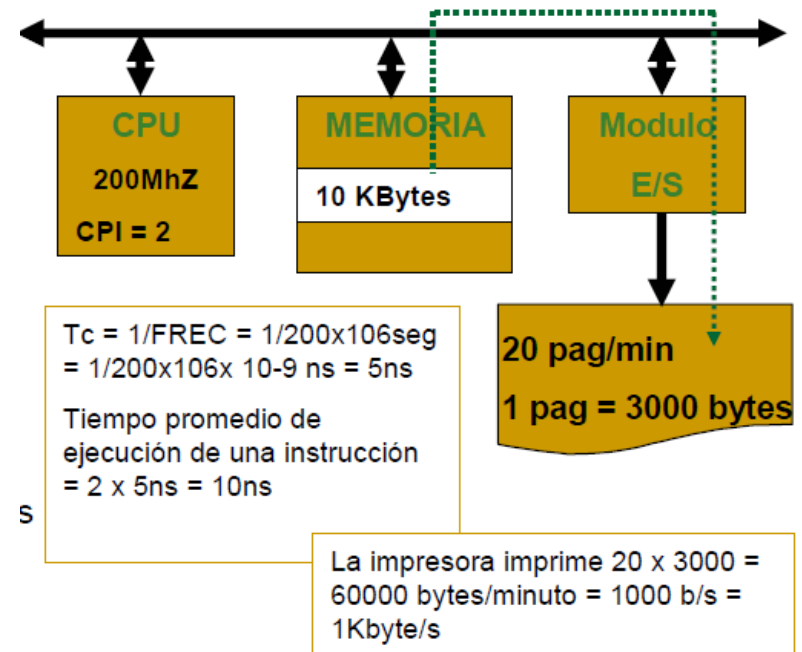 CPU
200MhZ
CPI = 2
MEMORIA
10 KBytes
Modulo
E/S
20 pag/min
1 pag = 3000 bytes
Tc = 1/FREC = 1/200x106seg
= 1/200x106x 10-9 ns = 5ns
Tiempo promedio de
ejecución de una instrucción
= 2 x 5ns = 10ns
s
La impresora imprime 20 x 3000 =
60000 bytes/minuto = 1000 b/s =
1Kbyte/s